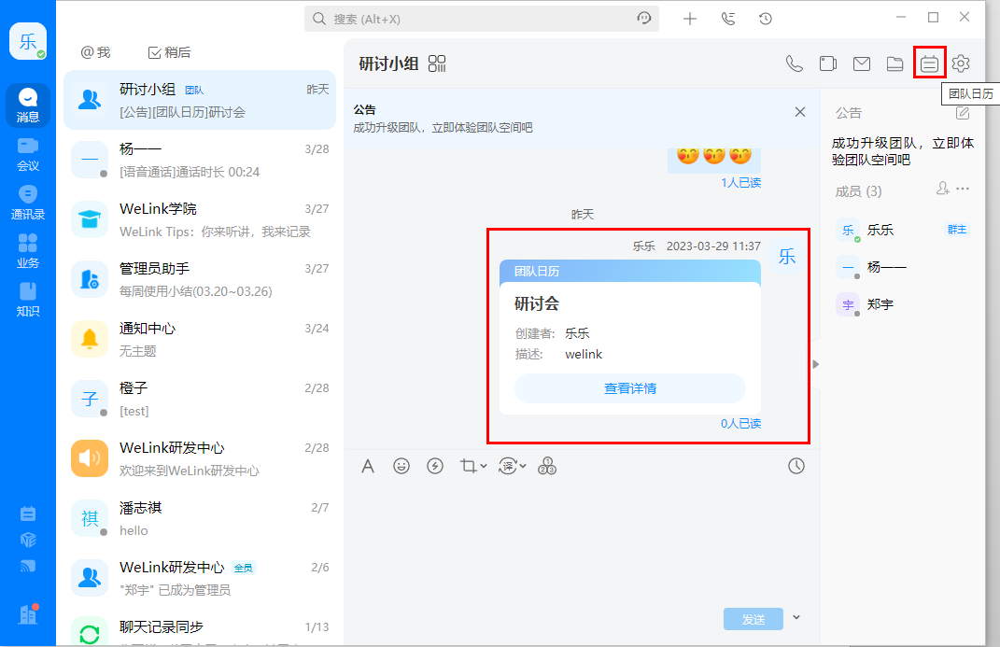 搜索 (Alt+X)
乐
消息
会议
通讯录
业务
知识
@ 我
稍后
研讨小组 团队 昨天
[公告][团队日历]研讨会
一
杨一一 3/28
[语音通话]通话时长 00:24
WeLink学院 3/27
WeLink Tips：你来听讲，我来记录
管理员助手 3/27
每周使用小结(03.20~03.26)
通知中心 3/24
无主题
子
橙子 2/28
[test]
WeLink研发中心 2/28
欢迎来到WeLink研发中心
祺
潘志祺 2/7
hello
WeLink研发中心 全员 2/6
"郑宇" 已成为管理员
聊天记录同步 1/13
研讨小组
团队日历
公告
成功升级团队，立即体验团队空间吧
1人已读
昨天
乐乐 2023-03-29 11:37
乐
团队日历
研讨会
创建者: 乐乐
描述: welink
查看详情
0人已读
A
译
1
2 3
发送
公告
成功升级团队，立即体
验团队空间吧
成员 (3)
乐 乐乐 群主
一 杨一一
宇 郑宇